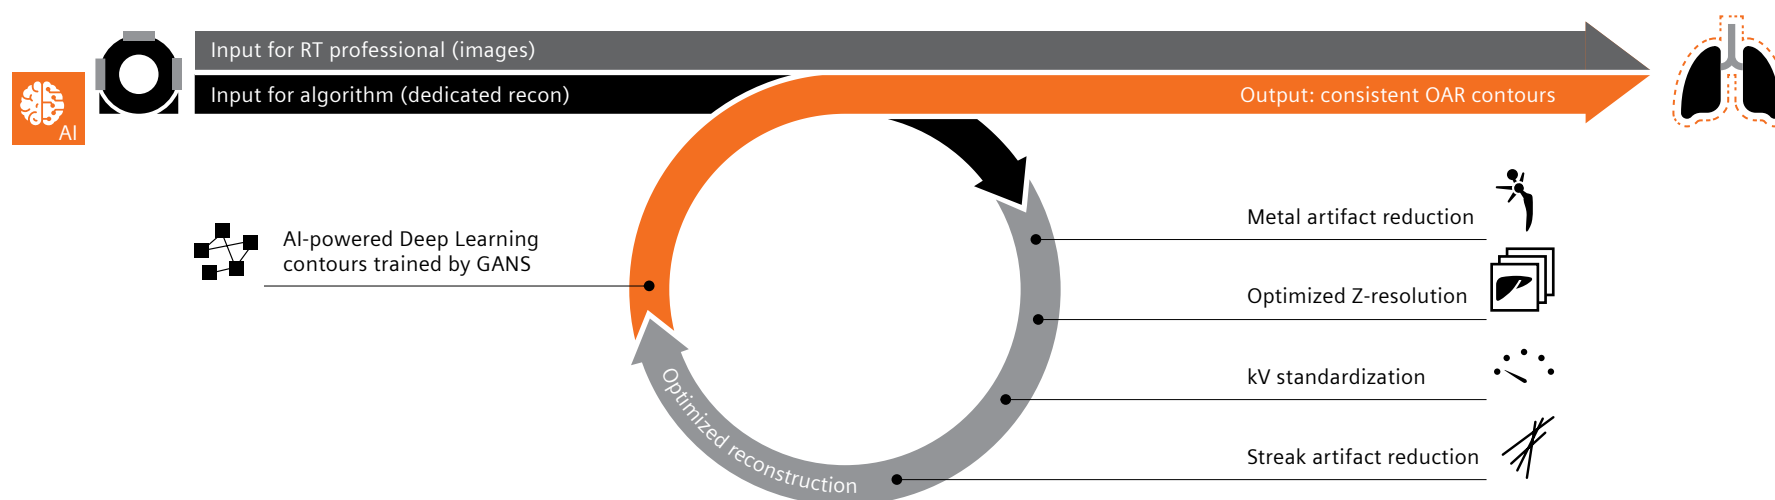 Input for RT professional (images)
Input for algorithm (dedicated recon)
Output: consistent OAR contours
AI
Metal artifact reduction
AI-powered Deep Learning
contours trained by GANS
Optimized Z-resolution
kV standardization
Optimized reconstruction
Streak artifact reduction